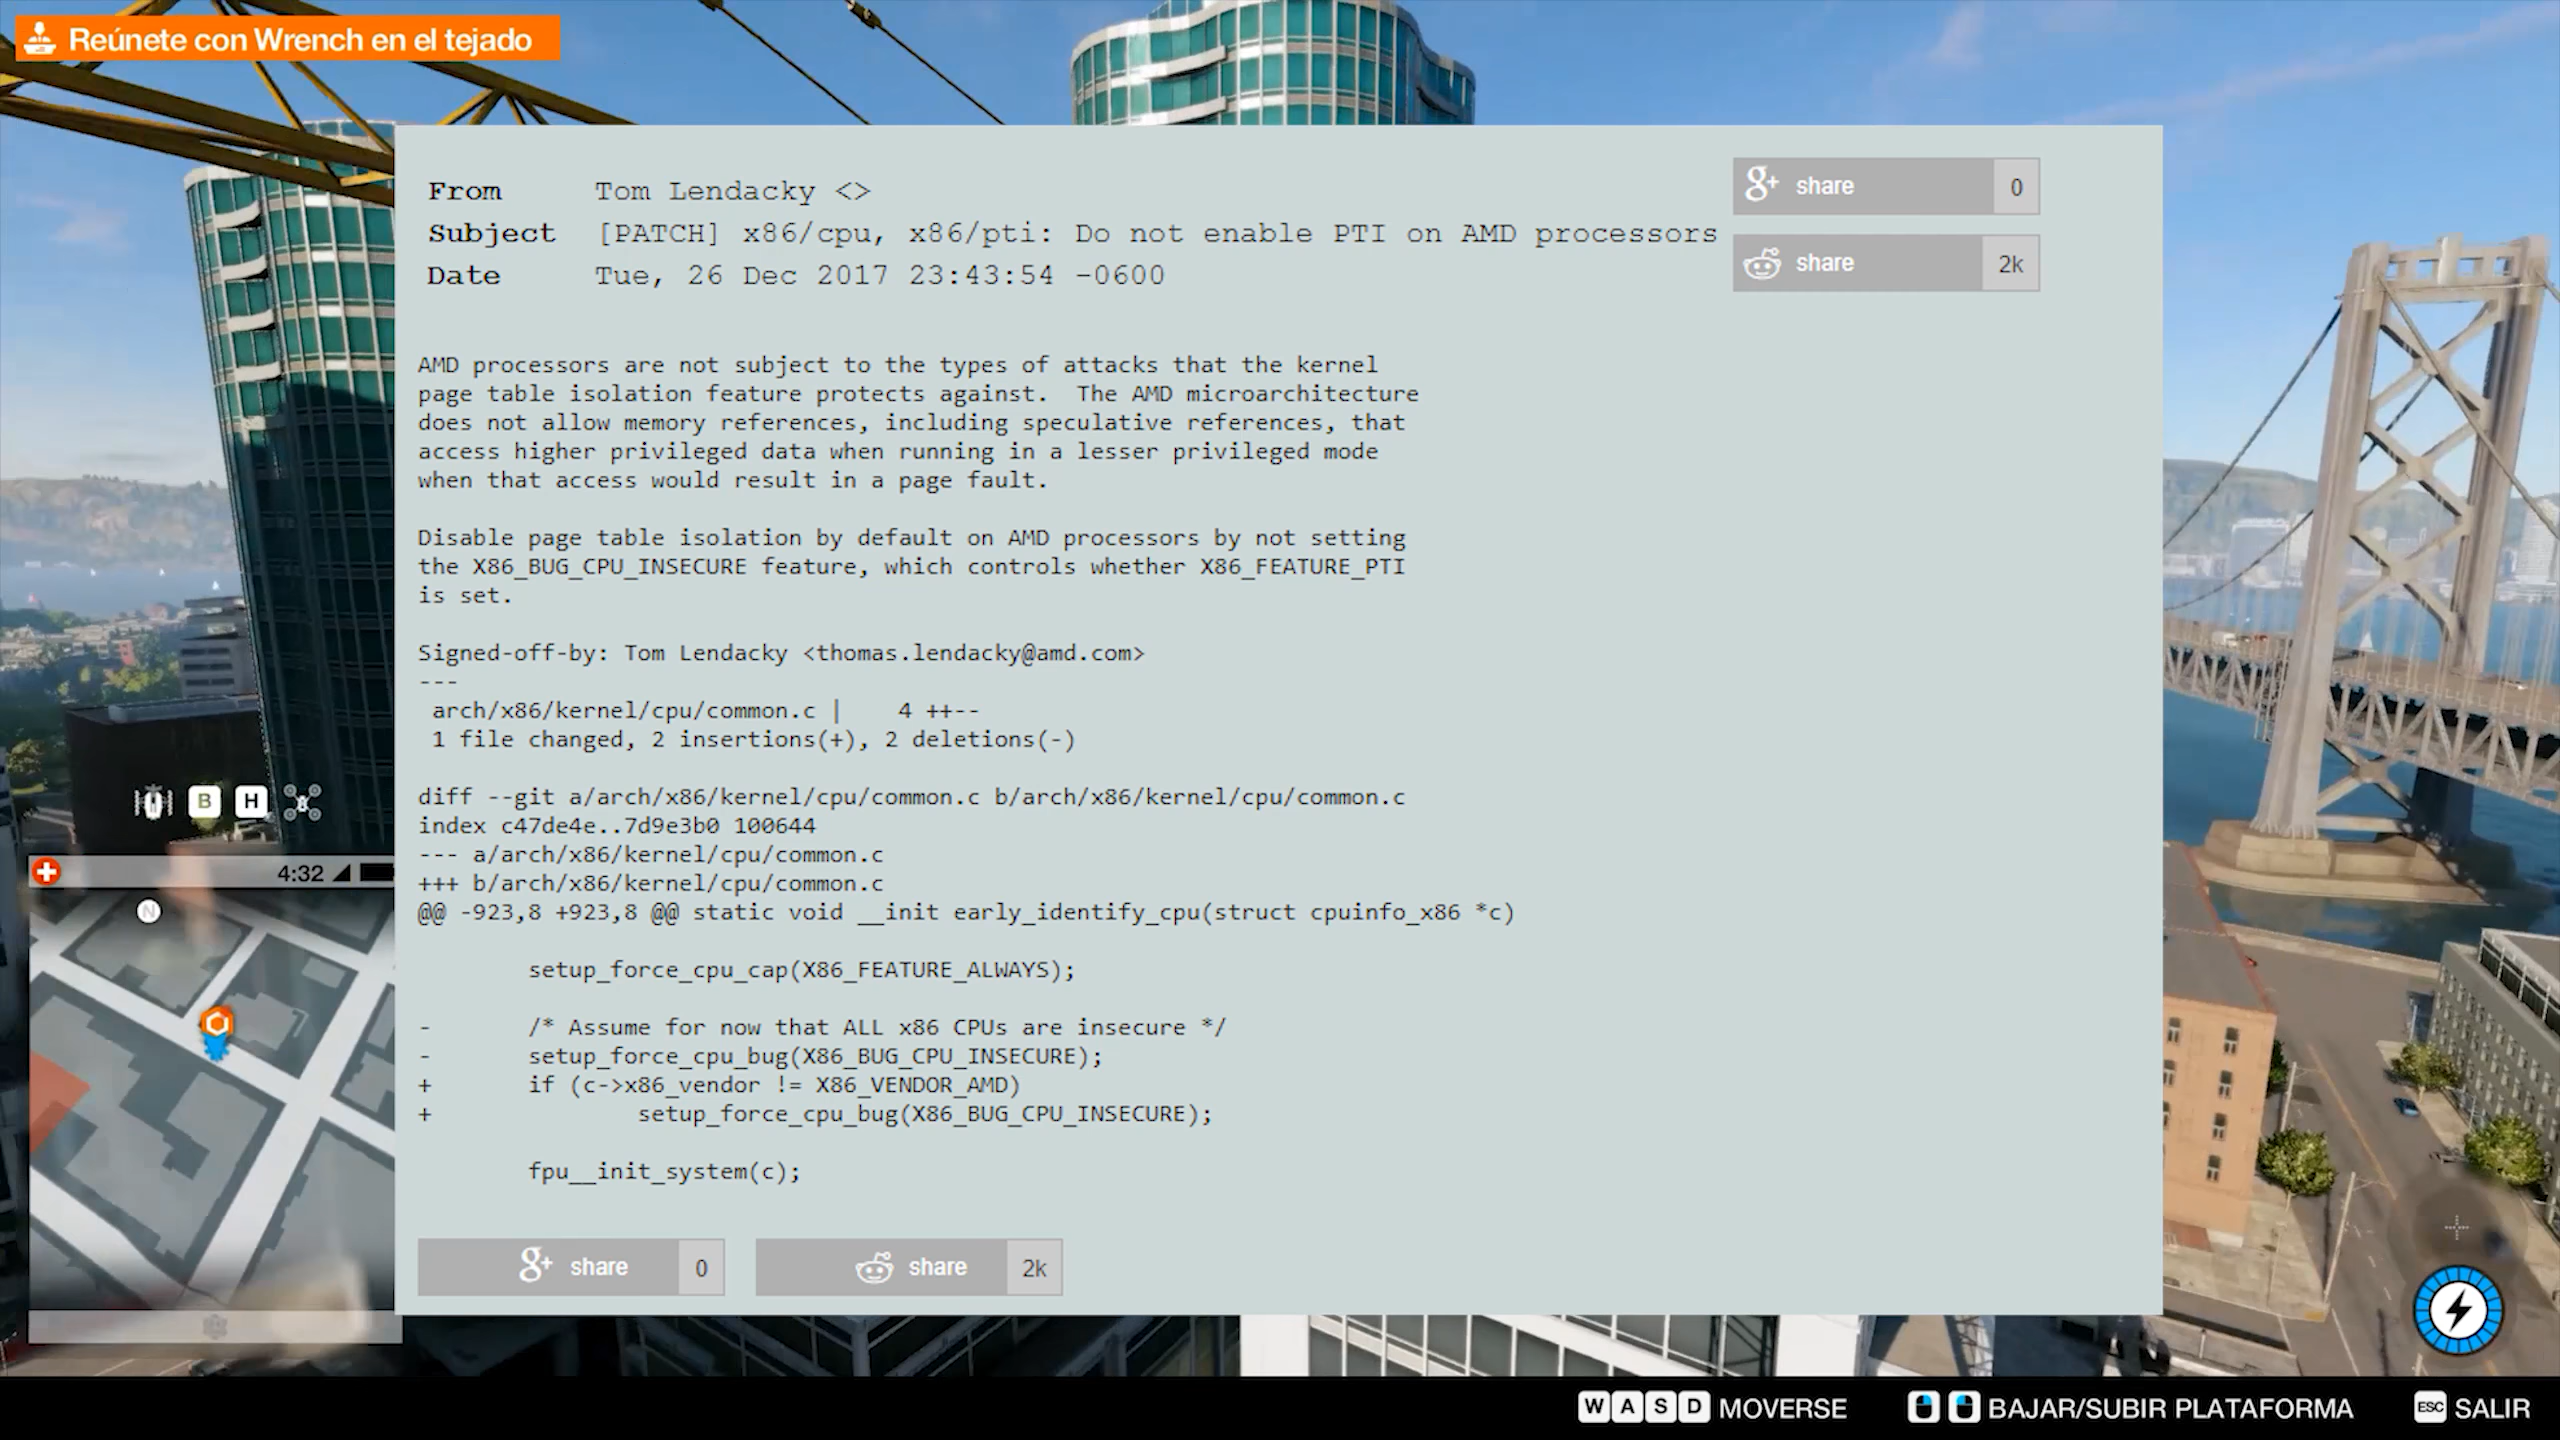 Reúnete con Wrench en el tejado
From Tom Lendacky <>
Subject [PATCH] x86/cpu, x86/pti: Do not enable PTI on AMD processors
Date Tue, 26 Dec 2017 23:43:54 -0600
g+ share 0
share 2k
AMD processors are not subject to the types of attacks that the kernel
page table isolation feature protects against.  The AMD microarchitecture
does not allow memory references, including speculative references, that
access higher privileged data when running in a lesser privileged mode
when that access would result in a page fault.
Disable page table isolation by default on AMD processors by not setting
the X86_BUG_CPU_INSECURE feature, which controls whether X86_FEATURE_PTI
is set.
Signed-off-by: Tom Lendacky <thomas.lendacky@amd.com>
---
arch/x86/kernel/cpu/common.c |    4 ++--
1 file changed, 2 insertions(+), 2 deletions(-)
diff --git a/arch/x86/kernel/cpu/common.c b/arch/x86/kernel/cpu/common.c
index c47de4e..7d9e3b0 100644
--- a/arch/x86/kernel/cpu/common.c
+++ b/arch/x86/kernel/cpu/common.c
@@ -923,8 +923,8 @@ static void __init early_identify_cpu(struct cpuinfo_x86 *c)
setup_force_cpu_cap(X86_FEATURE_ALWAYS);
-       /* Assume for now that ALL x86 CPUs are insecure */
-       setup_force_cpu_bug(X86_BUG_CPU_INSECURE);
+       if (c->x86_vendor != X86_VENDOR_AMD)
+               setup_force_cpu_bug(X86_BUG_CPU_INSECURE);
fpu__init_system(c);
g+ share 0
share 2k
B H
4:32
N
W A S D MOVERSE
BAJAR/SUBIR PLATAFORMA
ESC SALIR